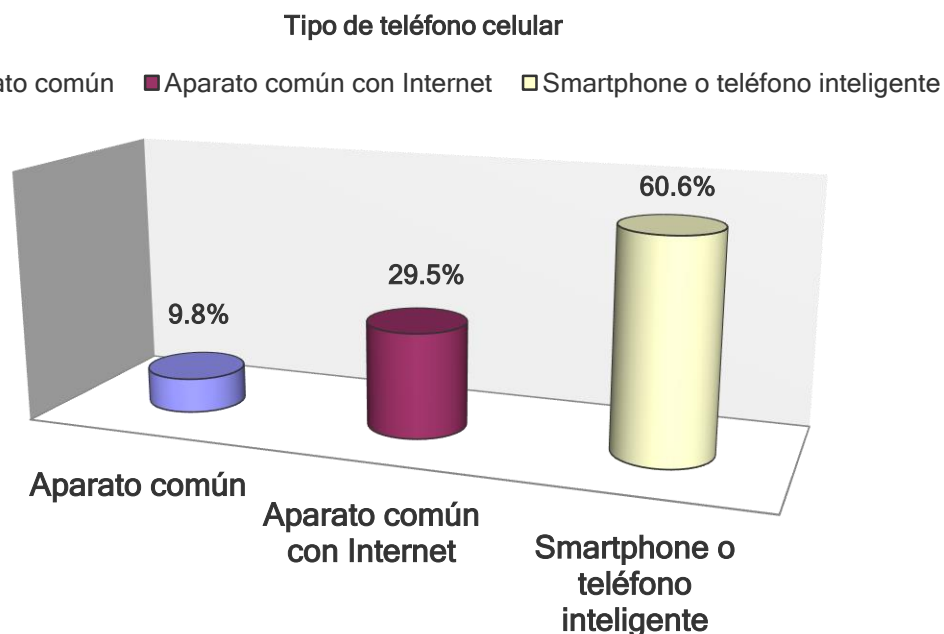 Tipo de teléfono celular
común Aparato común con Internet Smartphone o teléfono inteligente
60.6%
29.5%
9.8%
Aparato común
Aparato común
con Internet
Smartphone o
teléfono
inteligente